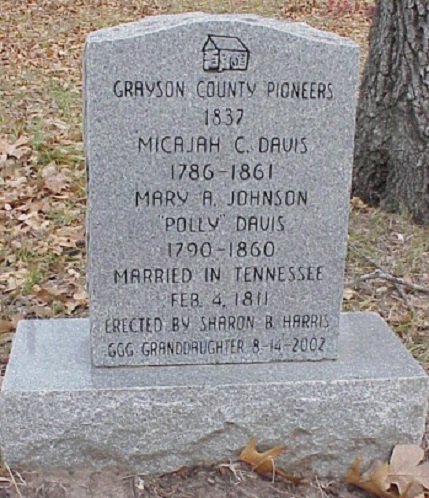 GRAYSON COUNTY PIONEERS
1837
MICAJAH C. DAVIS
1786-1861
MARY A. JOHNSON
"POLLY" DAVIS
1790-1860
MARRIED IN TENNESSEE
FEB. 4, 1811
ERECTED BY SHARON B. HARRIS
GGG GRANDDAUGHTER 8-14-2002